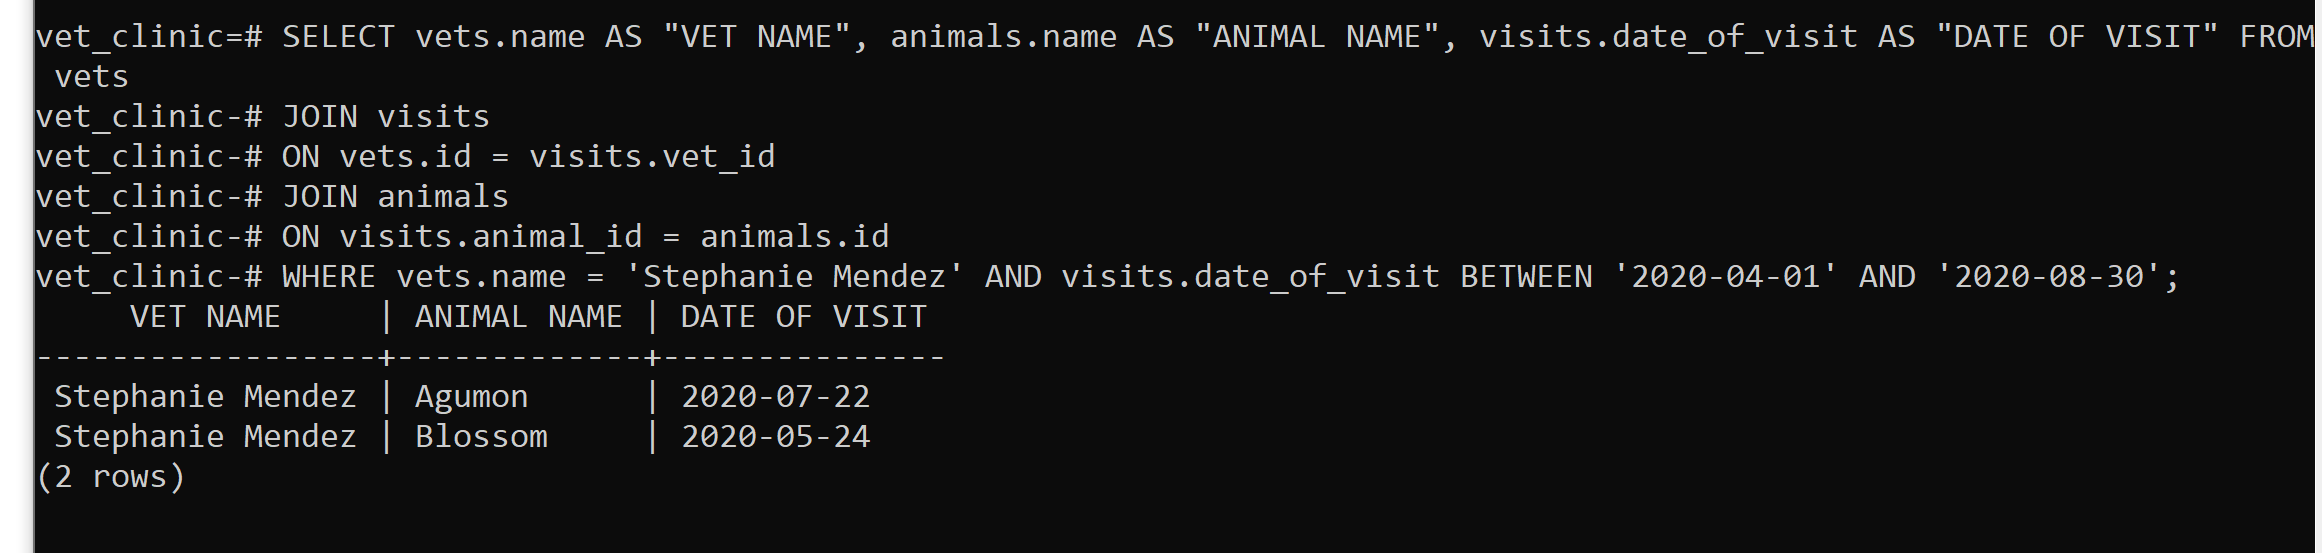 vet_clinic=# SELECT vets.name AS "VET NAME", animals.name AS "ANIMAL NAME", visits.date_of_visit AS "DATE OF VISIT" FROM
 vets
vet_clinic-# JOIN visits
vet_clinic-# ON vets.id = visits.vet_id
vet_clinic-# JOIN animals
vet_clinic-# ON visits.animal_id = animals.id
vet_clinic-# WHERE vets.name = 'Stephanie Mendez' AND visits.date_of_visit BETWEEN '2020-04-01' AND '2020-08-30';
     VET NAME     | ANIMAL NAME | DATE OF VISIT
------------------+-------------+---------------
 Stephanie Mendez | Agumon      | 2020-07-22
 Stephanie Mendez | Blossom     | 2020-05-24
(2 rows)